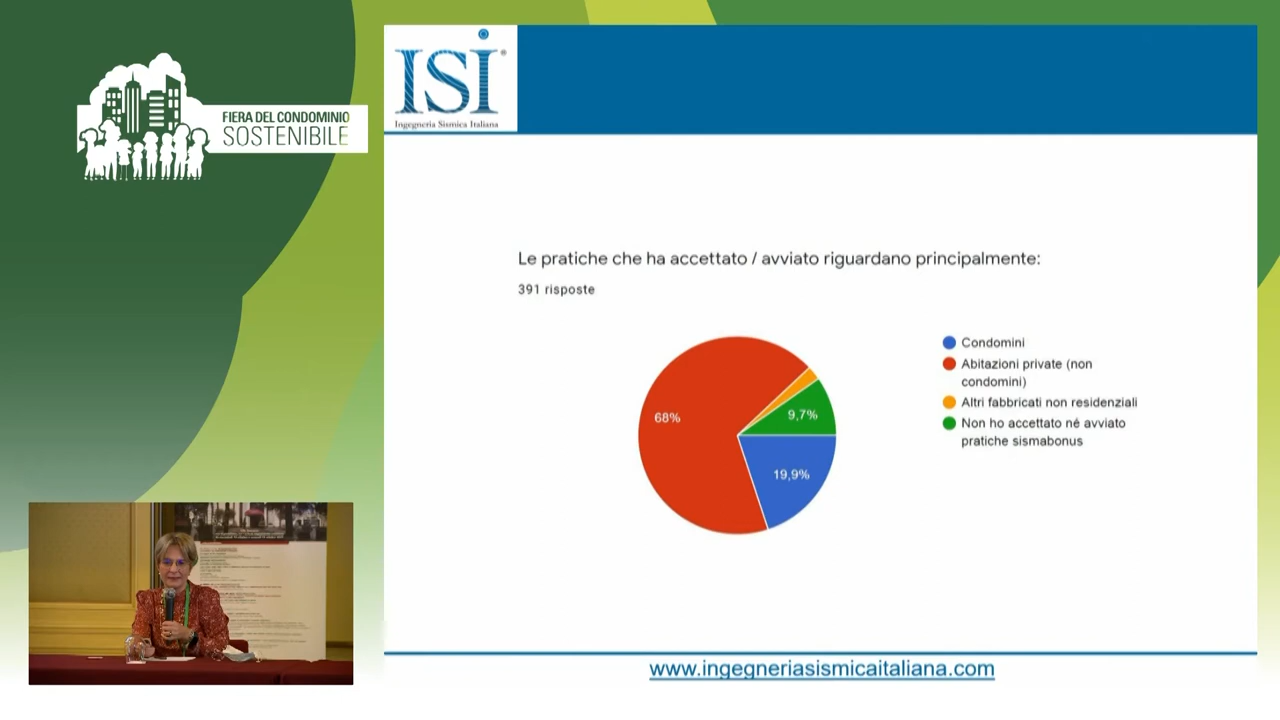 FIERA DEL CONDOMINIO
SOSTENIBILE
ISI
Ingegneria Sismica Italiana
Le pratiche che ha accettato / avviato riguardano principalmente:
391 risposte
68%
9,7%
19,9%
Condomini
Abitazioni private (non
condomini)
Altri fabbricati non residenziali
Non ho accettato né avviato
pratiche sismabonus
www.ingegneriasismicaitaliana.com